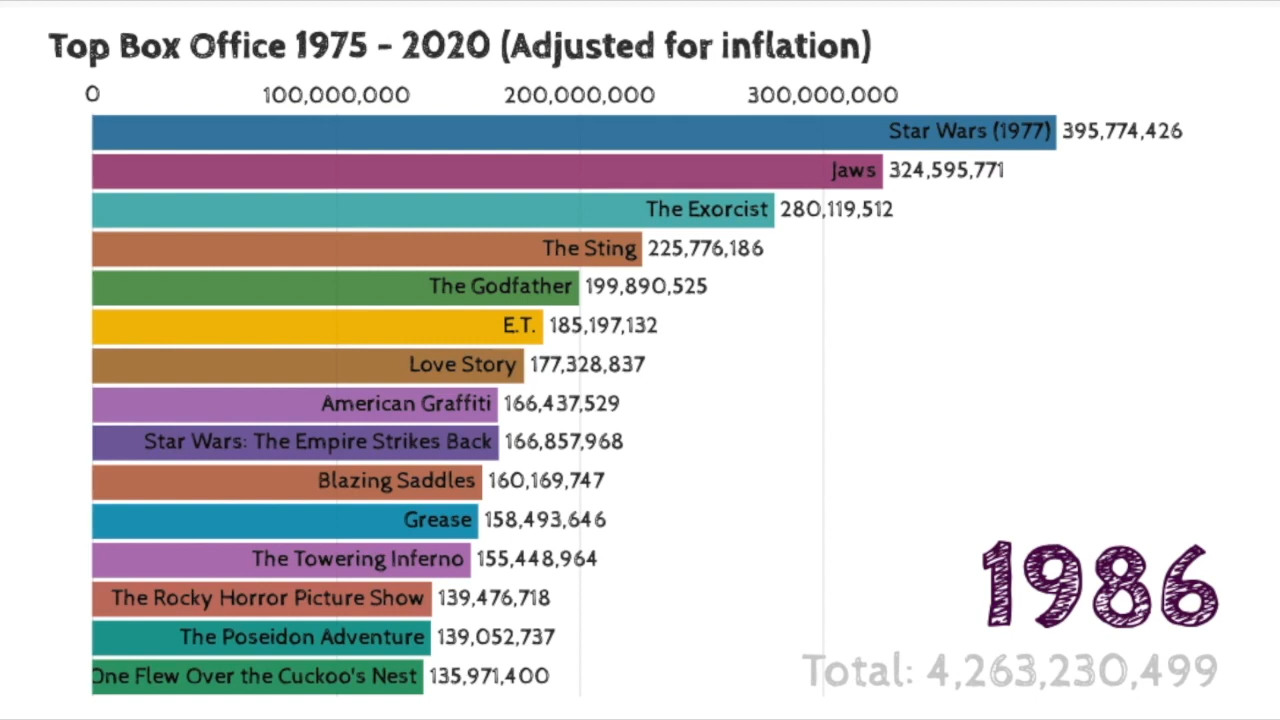 Top Box Office 1975 - 2020 (Adjusted for inflation)
0 100,000,000 200,000,000 300,000,000
Star Wars (1977) 395,774,426
Jaws 324,595,771
The Exorcist 280,119,512
The Sting 225,776,186
The Godfather 199,890,525
E.T. 185,197,132
Love Story 177,328,837
American Graffiti 166,437,529
Star Wars: The Empire Strikes Back 166,857,968
Blazing Saddles 160,169,747
Grease 158,493,646
The Towering Inferno 155,448,964
The Rocky Horror Picture Show 139,476,718
The Poseidon Adventure 139,052,737
One Flew Over the Cuckoo's Nest 135,971,400
1986
Total: 4,263,230,499